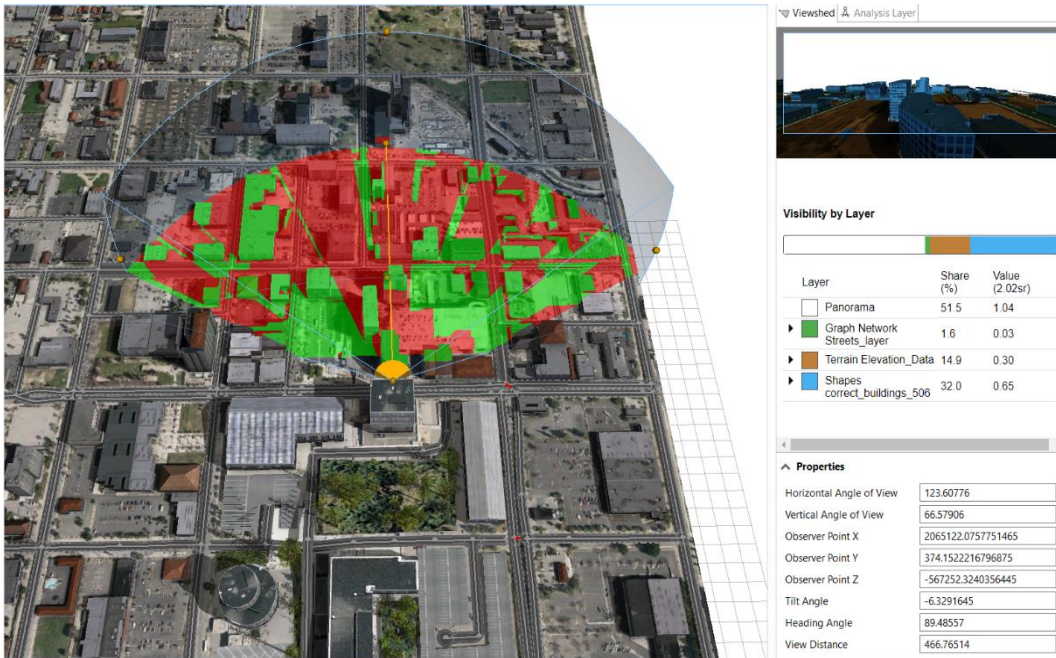 Viewshed Analysis Layer
Visibility by Layer
Layer Share (%) Value (2.02sr)
Panorama 51.5 1.04
Graph Network Streets_layer 1.6 0.03
Terrain Elevation_Data 14.9 0.30
Shapes correct_buildings_506 32.0 0.65
Properties
Horizontal Angle of View 123.60776
Vertical Angle of View 66.57906
Observer Point X 2065122.0757751465
Observer Point Y 374.1522216796875
Observer Point Z -567252.3240356445
Tilt Angle -6.3291645
Heading Angle 89.48557
View Distance 466.76514